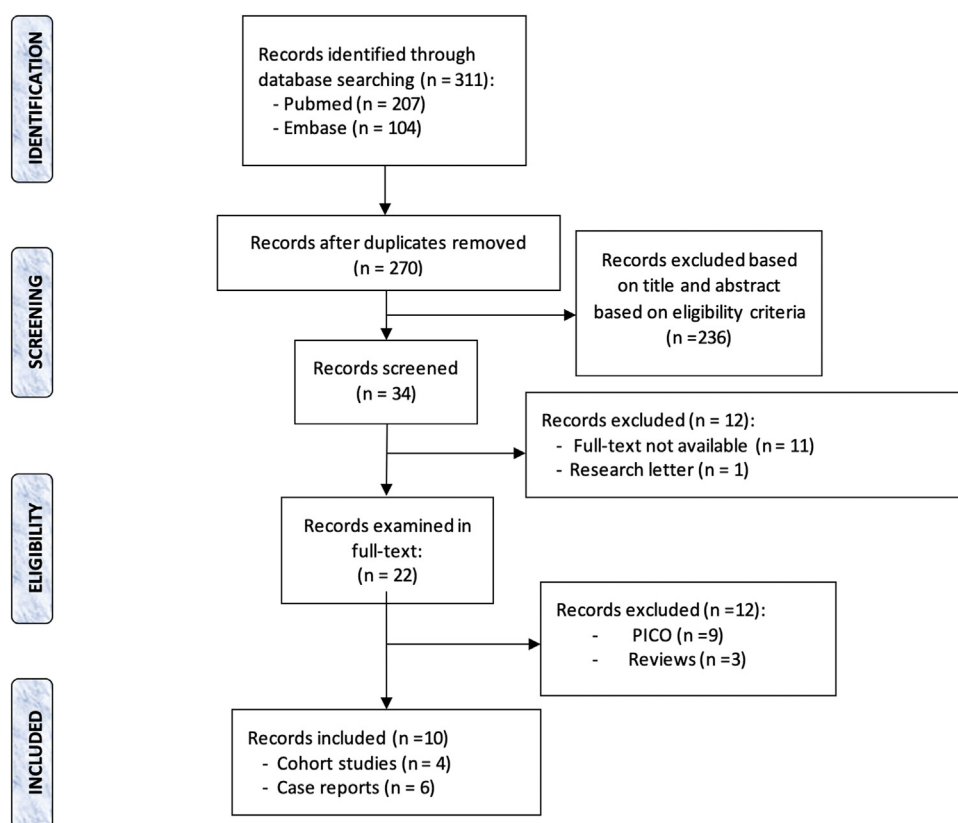 IDENTIFICATION
Records identified through
database searching (n = 311):
- Pubmed (n = 207)
- Embase (n = 104)
SCREENING
Records after duplicates removed
(n = 270)
Records excluded based
on title and abstract
based on eligibility criteria
(n =236)
Records screened
(n = 34)
Records excluded (n = 12):
- Full-text not available (n = 11)
- Research letter (n = 1)
ELIGIBILITY
Records examined in
full-text:
(n = 22)
Records excluded (n =12):
- PICO (n =9)
- Reviews (n =3)
INCLUDED
Records included (n =10)
- Cohort studies (n = 4)
- Case reports (n = 6)